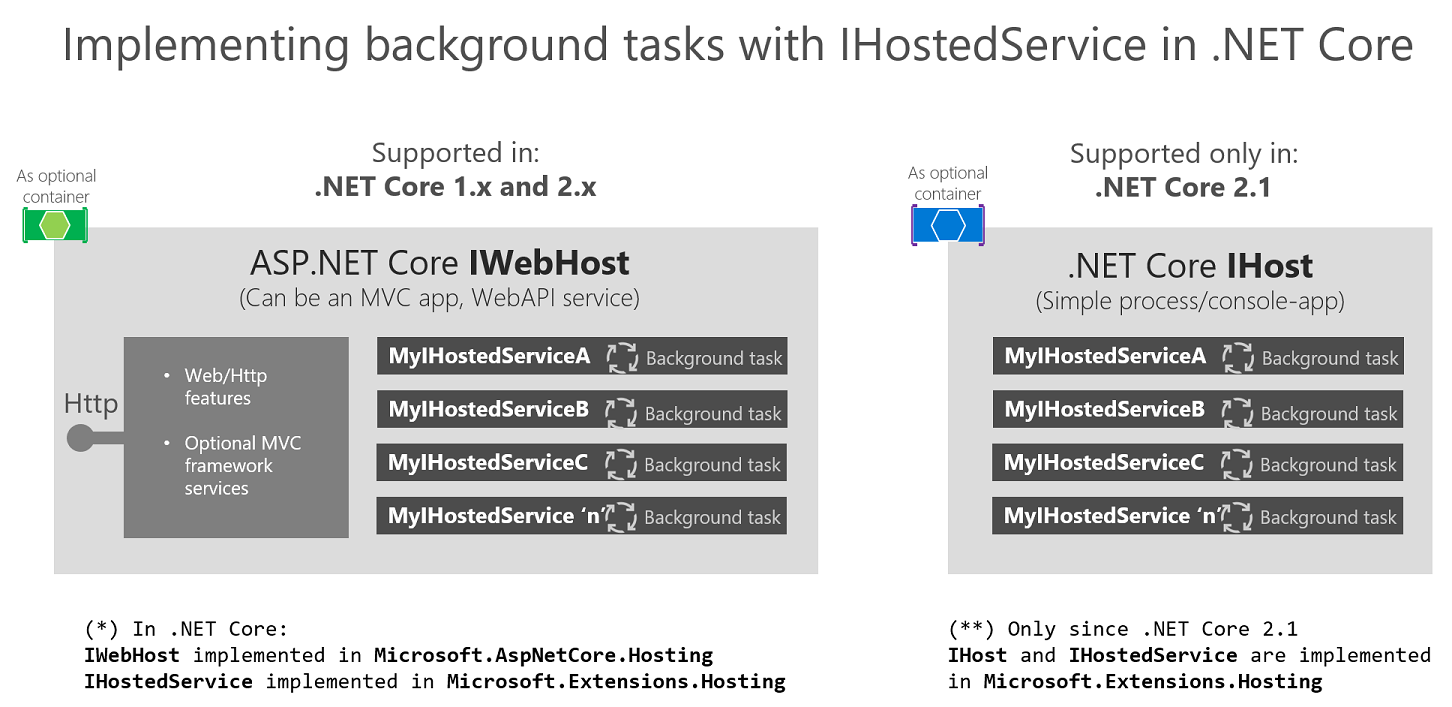 Implementing background tasks with IHostedService in .NET Core
Supported in:
.NET Core 1.x and 2.x
As optional
container
ASP.NET Core IWebHost
(Can be an MVC app, WebAPI service)
Http
• Web/Http
features
• Optional MVC
framework
services
MyIHostedServiceA Background task
MyIHostedServiceB Background task
MyIHostedServiceC Background task
MyIHostedService ‘n’ Background task
(*) In .NET Core:
IWebHost implemented in Microsoft.AspNetCore.Hosting
IHostedService implemented in Microsoft.Extensions.Hosting
Supported only in:
.NET Core 2.1
As optional
container
.NET Core IHost
(Simple process/console-app)
MyIHostedServiceA Background task
MyIHostedServiceB Background task
MyIHostedServiceC Background task
MyIHostedService ‘n’ Background task
(**) Only since .NET Core 2.1
IHost and IHostedService are implemented
in Microsoft.Extensions.Hosting